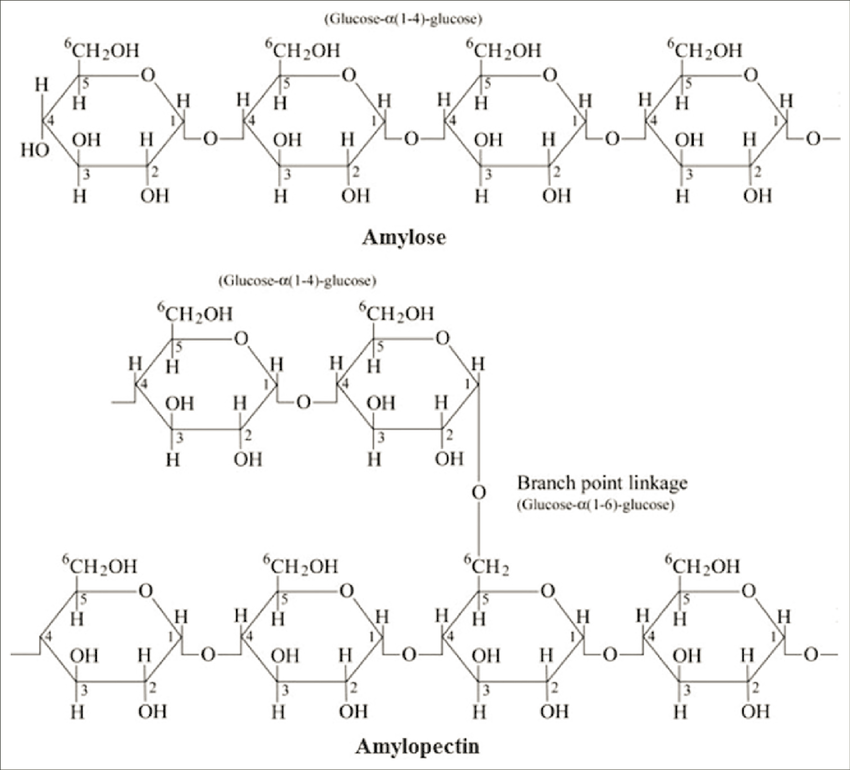 (Glucose-α(1-4)-glucose)
6CH2OH 6CH2OH 6CH2OH 6CH2OH
H 5 O 5 O 5 O 5 O
H H H H H H H H
4 1 4 1 4 1 4 1
HO OH H O OH H O OH H O OH H O
3 2 3 2 3 2 3 2
H OH H OH H OH H OH
Amylose
(Glucose-α(1-4)-glucose)
6CH2OH 6CH2OH
5 O 5 O
H H H H H H
4 1 4 1
OH H O OH H
3 2 3 2
H OH H OH
O Branch point linkage
(Glucose-α(1-6)-glucose)
6CH2OH 6CH2OH 6CH2 6CH2OH
5 O 5 O 5 O 5 O
H H H H H H H H H H H
4 1 4 1 4 1 4 1
OH H O OH H O OH H O OH H O
3 2 3 2 3 2 3 2
H OH H OH H OH H OH
Amylopectin